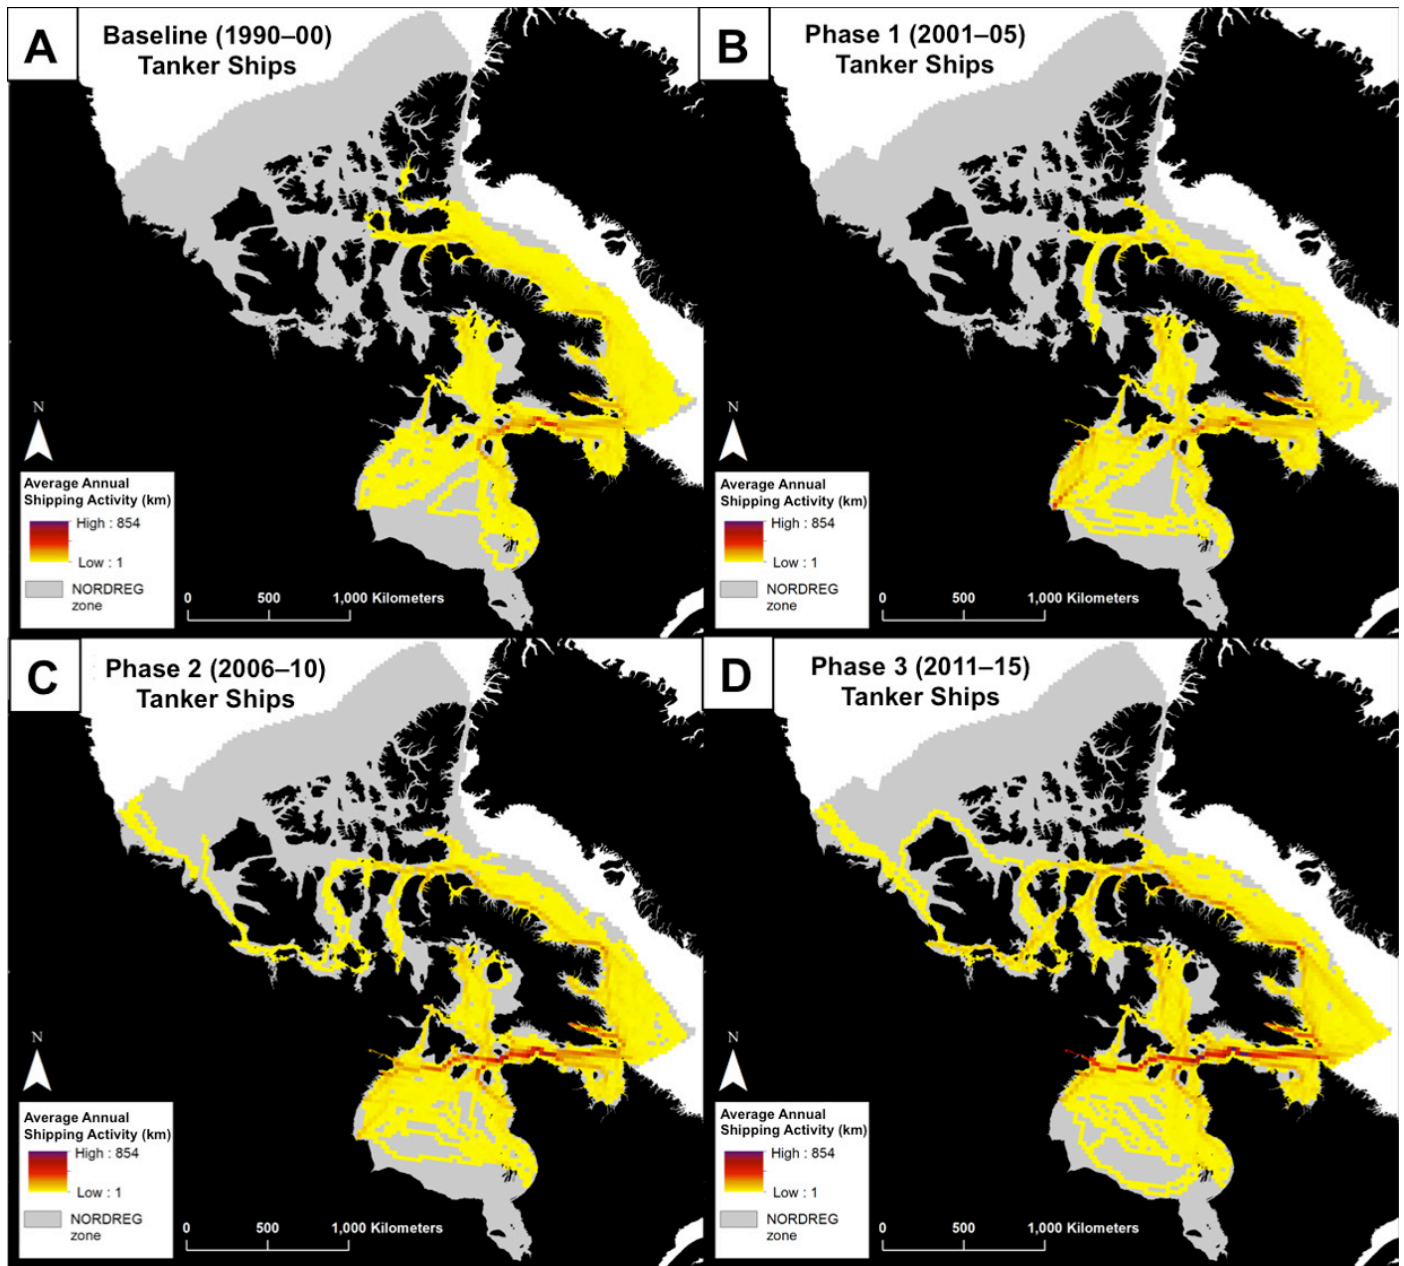 A
Baseline (1990–00)
Tanker Ships
N
Average Annual
Shipping Activity (km)
High : 854
Low : 1
NORDREG
zone
0 500 1,000 Kilometers
B
Phase 1 (2001–05)
Tanker Ships
N
Average Annual
Shipping Activity (km)
High : 854
Low : 1
NORDREG
zone
0 500 1,000 Kilometers
C
Phase 2 (2006–10)
Tanker Ships
N
Average Annual
Shipping Activity (km)
High : 854
Low : 1
NORDREG
zone
0 500 1,000 Kilometers
D
Phase 3 (2011–15)
Tanker Ships
N
Average Annual
Shipping Activity (km)
High : 854
Low : 1
NORDREG
zone
0 500 1,000 Kilometers